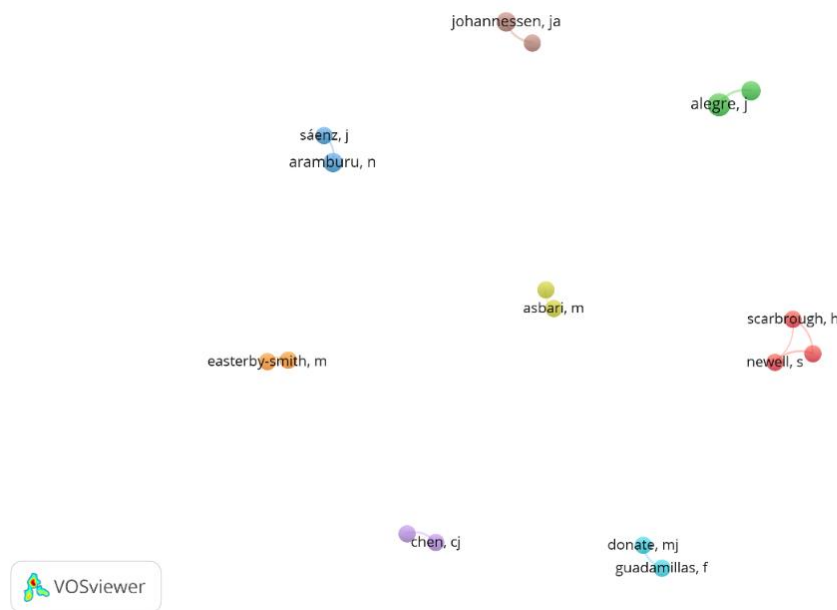 johannessen, ja
alegre, j
sáenz, j
aramburu, n
asbari, m
scarbrough, h
newell, s
easterby-smith, m
chen, cj
donate, mj
guadamillas, f
VOSviewer